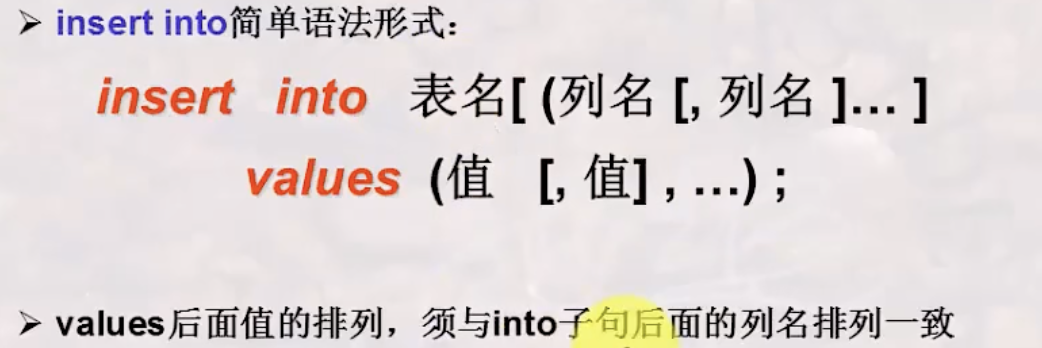 ➢ insert into简单语法形式：
insert into 表名[ (列名 [, 列名 ]… ]
values (值 [, 值] , …) ;
➢ values后面值的排列，须与into子句后面的列名排列一致